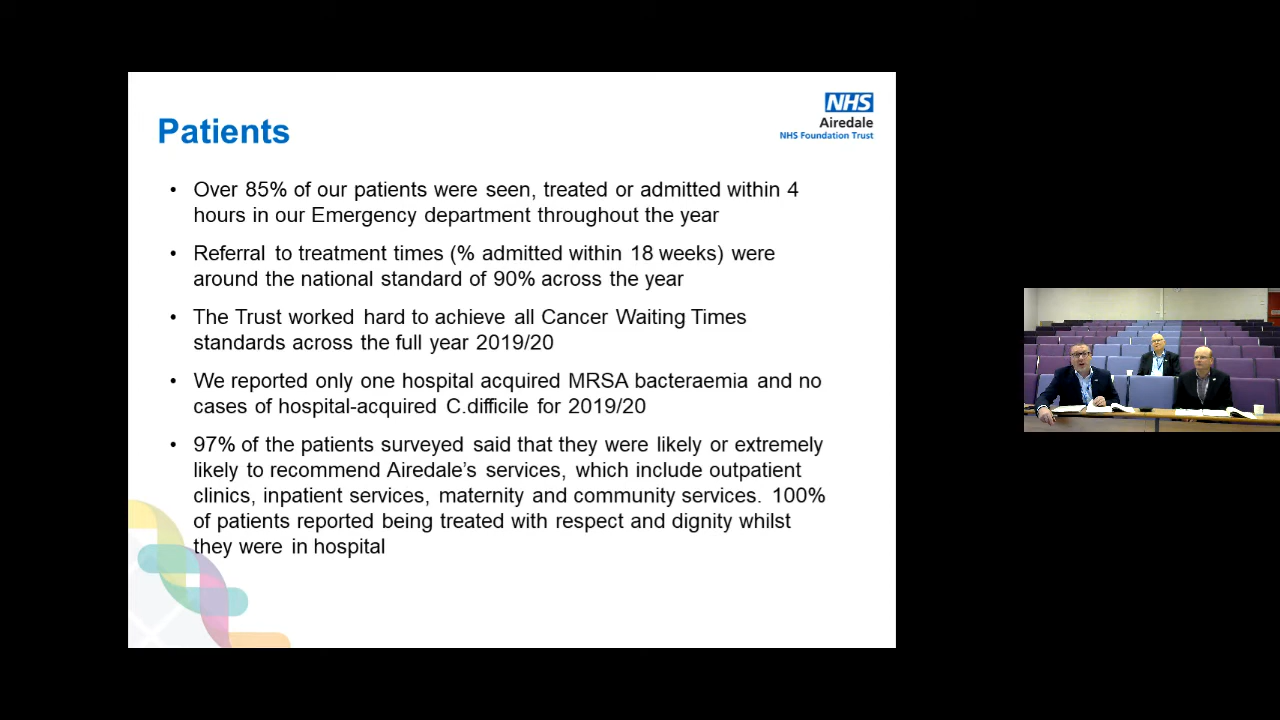 NHS
Airedale
NHS Foundation Trust
Patients
• Over 85% of our patients were seen, treated or admitted within 4
hours in our Emergency department throughout the year
• Referral to treatment times (% admitted within 18 weeks) were
around the national standard of 90% across the year
• The Trust worked hard to achieve all Cancer Waiting Times
standards across the full year 2019/20
• We reported only one hospital acquired MRSA bacteraemia and no
cases of hospital-acquired C.difficile for 2019/20
• 97% of the patients surveyed said that they were likely or extremely
likely to recommend Airedale’s services, which include outpatient
clinics, inpatient services, maternity and community services. 100%
of patients reported being treated with respect and dignity whilst
they were in hospital